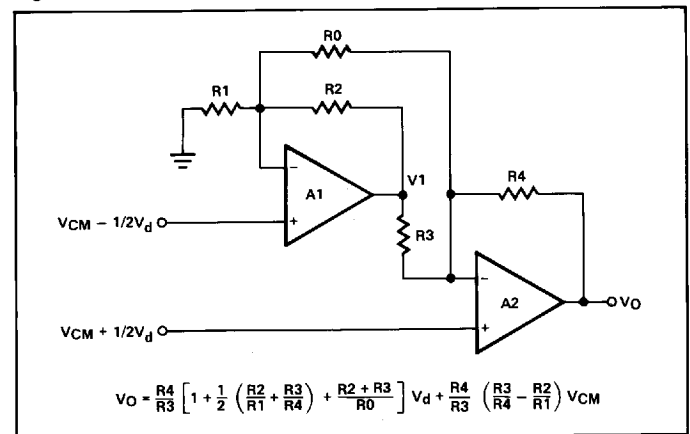 R0
R1
R2
V1
R4
−
A1
+
VCM − 1/2Vd
R3
−
A2
+
VO
VCM + 1/2Vd
VO = R4/R3 [1 + 1/2 (R2/R1 + R3/R4) + R2 + R3/R0] Vd + R4/R3 (R3/R4 − R2/R1) VCM